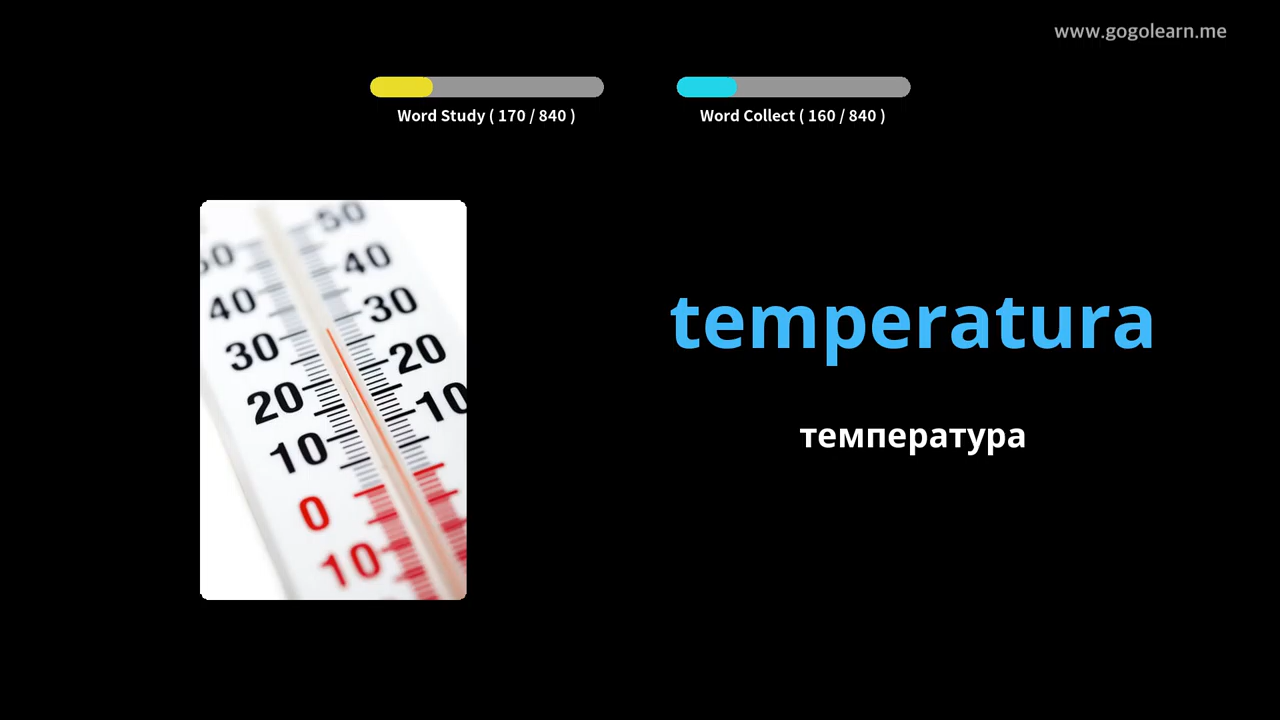 www.gogolearn.me
Word Study ( 170 / 840 )
Word Collect ( 160 / 840 )
50
50
40
40
30
30
20
20
10
10
0
10
temperatura
температура